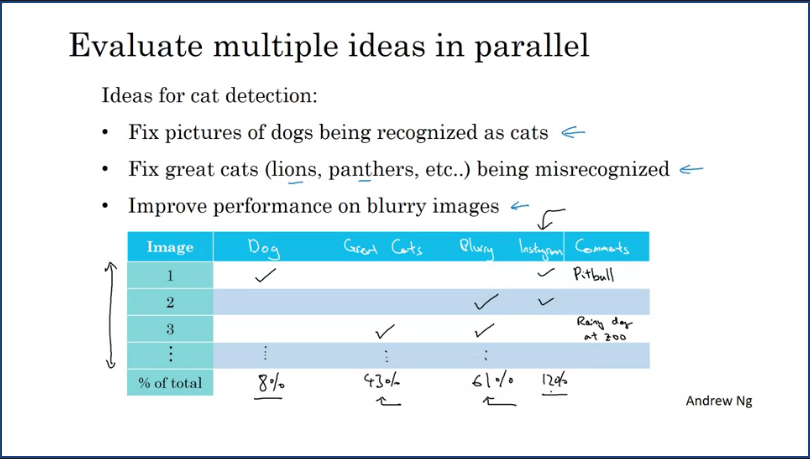 Evaluate multiple ideas in parallel
Ideas for cat detection:
• Fix pictures of dogs being recognized as cats
• Fix great cats (lions, panthers, etc..) being misrecognized
• Improve performance on blurry images
Image Dog Great Cats Blurry Instagram Comments
1 ✓ ✓ Pitbull
2 ✓ ✓
3 ✓ ✓ Rainy day at zoo
⋮ ⋮ ⋮ ⋮
% of total 8% 43% 61% 12%
Andrew Ng